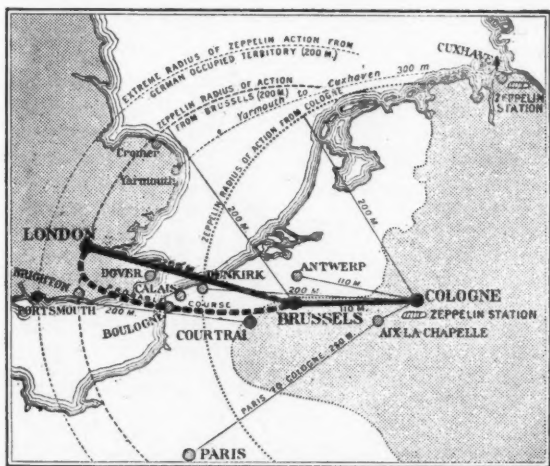 EXTREME RADIUS OF ZEPPELIN ACTION FROM
GERMAN OCCUPIED TERRITORY (200 M.)
CUXHAVEN
ZEPPELIN
STATION
ZEPPELIN RADIUS OF ACTION
FROM BRUSSELS (200 M)
Yarmouth to Cuxhaven 300 m
ZEPPELIN RADIUS OF ACTION FROM COLOGNE
Cromer
Yarmouth
200 M
200 M
LONDON
DOVER
DUNKIRK
ANTWERP
110 M
CALAIS
BRIGHTON
COURSE
200 M
COLOGNE
PORTSMOUTH
200 M.
BOULOGNE
BRUSSELS
110 M.
ZEPPELIN STATION
COURTRAI
AIX-LA-CHAPELLE
PARIS TO COLOGNE 250 M
PARIS